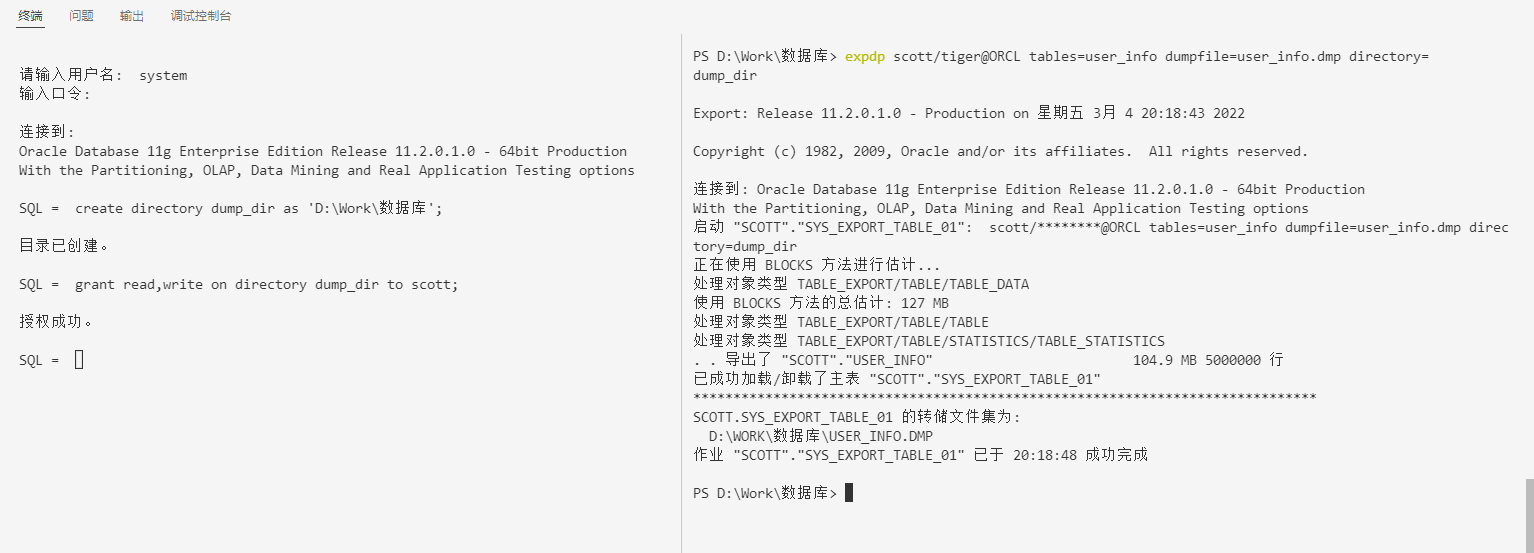 终端 问题 输出 调试控制台
请输入用户名: system
输入口令:
连接到:
Oracle Database 11g Enterprise Edition Release 11.2.0.1.0 - 64bit Production
With the Partitioning, OLAP, Data Mining and Real Application Testing options
SQL = create directory dump_dir as 'D:\Work\数据库';
目录已创建。
SQL = grant read,write on directory dump_dir to scott;
授权成功。
SQL =
PS D:\Work\数据库> expdp scott/tiger@ORCL tables=user_info dumpfile=user_info.dmp directory=
dump_dir
Export: Release 11.2.0.1.0 - Production on 星期五 3月 4 20:18:43 2022
Copyright (c) 1982, 2009, Oracle and/or its affiliates.  All rights reserved.
连接到: Oracle Database 11g Enterprise Edition Release 11.2.0.1.0 - 64bit Production
With the Partitioning, OLAP, Data Mining and Real Application Testing options
启动 "SCOTT"."SYS_EXPORT_TABLE_01":  scott/********@ORCL tables=user_info dumpfile=user_info.dmp direc
tory=dump_dir
正在使用 BLOCKS 方法进行估计...
处理对象类型 TABLE_EXPORT/TABLE/TABLE_DATA
使用 BLOCKS 方法的总估计: 127 MB
处理对象类型 TABLE_EXPORT/TABLE/TABLE
处理对象类型 TABLE_EXPORT/TABLE/STATISTICS/TABLE_STATISTICS
. . 导出了 "SCOTT"."USER_INFO" 104.9 MB 5000000 行
已成功加载/卸载了主表 "SCOTT"."SYS_EXPORT_TABLE_01"
******************************************************************************
SCOTT.SYS_EXPORT_TABLE_01 的转储文件集为:
D:\WORK\数据库\USER_INFO.DMP
作业 "SCOTT"."SYS_EXPORT_TABLE_01" 已于 20:18:48 成功完成
PS D:\Work\数据库>